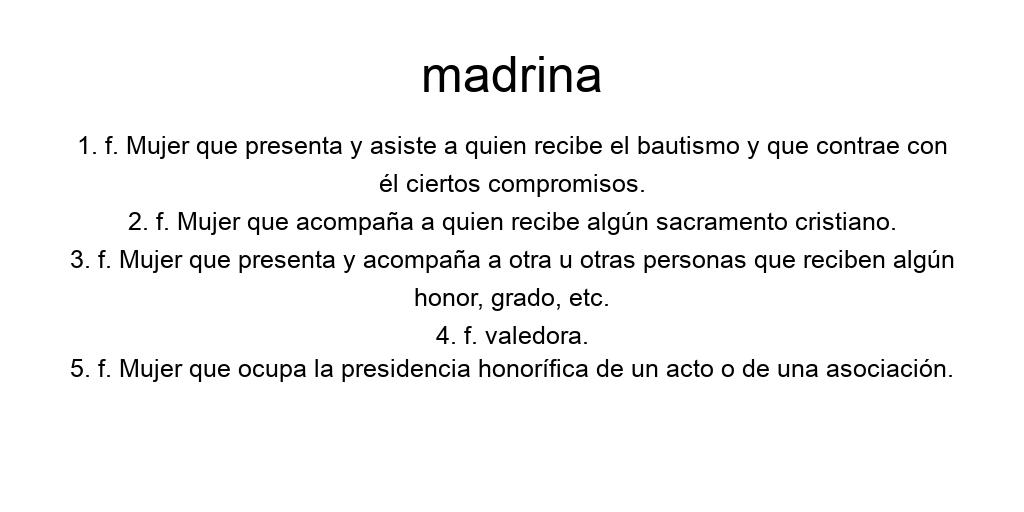 madrina
1. f. Mujer que presenta y asiste a quien recibe el bautismo y que contrae con
él ciertos compromisos.
2. f. Mujer que acompaña a quien recibe algún sacramento cristiano.
3. f. Mujer que presenta y acompaña a otra u otras personas que reciben algún
honor, grado, etc.
4. f. valedora.
5. f. Mujer que ocupa la presidencia honorífica de un acto o de una asociación.